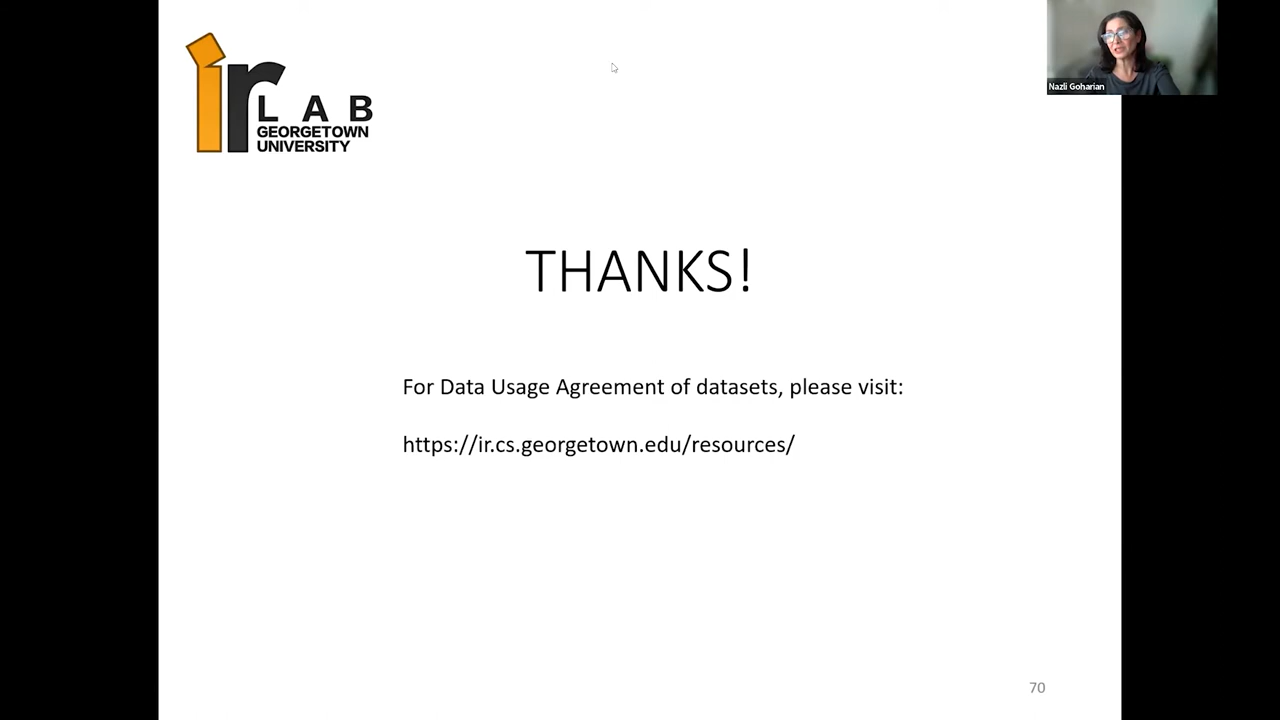 ir
LAB
GEORGETOWN
UNIVERSITY
Nazli Goharian
THANKS!
For Data Usage Agreement of datasets, please visit:
https://ir.cs.georgetown.edu/resources/
70